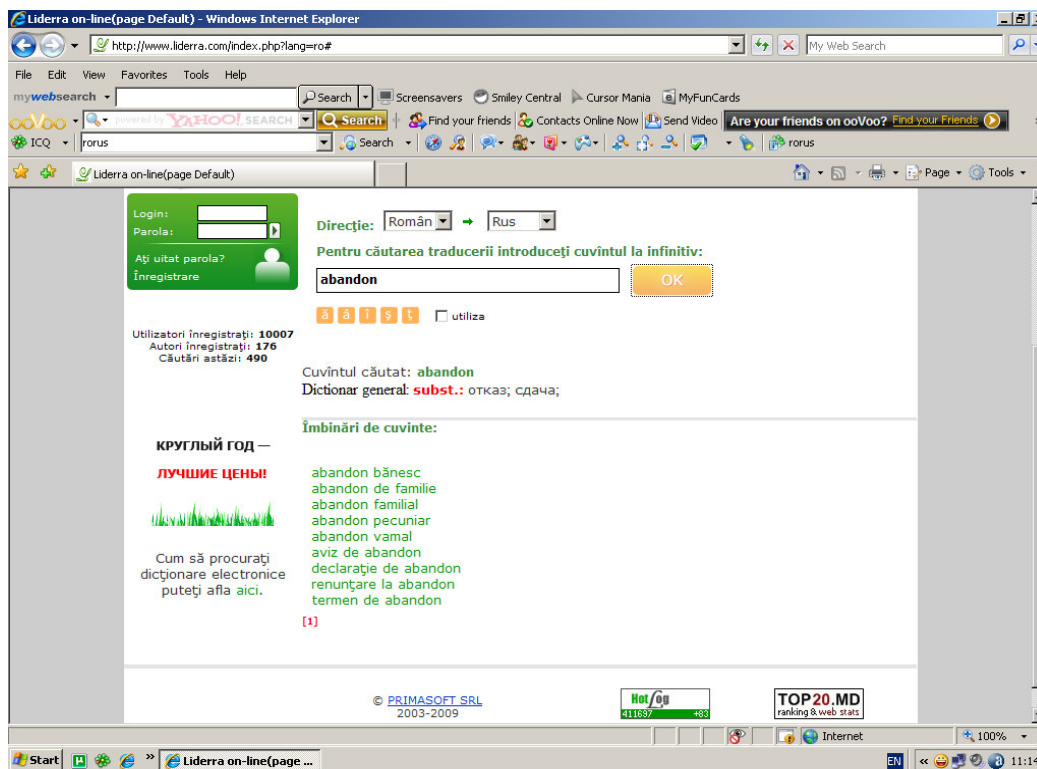 Liderra on-line(page Default) - Windows Internet Explorer
http://www.liderra.com/index.php?lang=ro#
My Web Search
File Edit View Favorites Tools Help
mywebsearch Search Screensavers Smiley Central Cursor Mania MyFunCards
ooVoo powered by YAHOO! SEARCH Search Find your friends Contacts Online Now Send Video Are your friends on ooVoo? Find your Friends
ICQ rorus Search rorus
Liderra on-line(page Default) Page Tools
Login:
Parola:
Aţi uitat parola?
Înregistrare
Direcţie: Român Rus
Pentru căutarea traducerii introduceţi cuvîntul la infinitiv:
abandon OK
ă â î ş ţ utiliza
Utilizatori înregistraţi: 10007
Autori înregistraţi: 176
Căutări astăzi: 490
Cuvîntul căutat: abandon
Dictionar general: subst.: отказ; сдача;
Îmbinări de cuvinte:
КРУГЛЫЙ ГОД —
ЛУЧШИЕ ЦЕНЫ!
Cum să procuraţi
dicţionare electronice
puteţi afla aici.
abandon bănesc
abandon de familie
abandon familial
abandon pecuniar
abandon vamal
aviz de abandon
declaraţie de abandon
renunţare la abandon
termen de abandon
[1]
© PRIMASOFT SRL
2003-2009
HotLog
411697 +83
TOP20.MD
ranking & web stats
Internet 100%
Start Liderra on-line(page ... EN 11:14